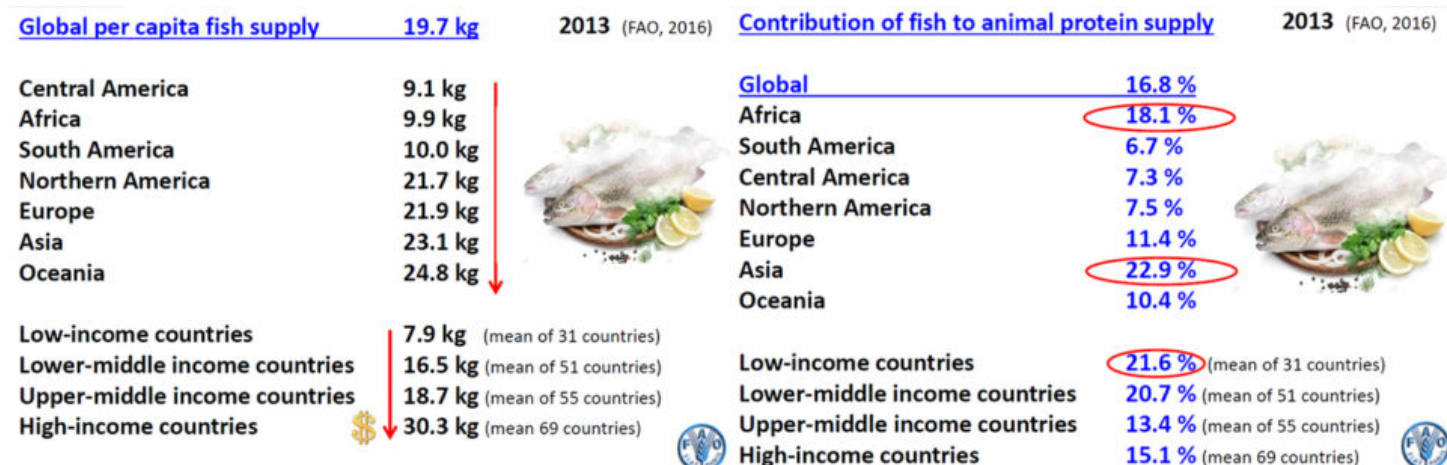 Global per capita fish supply 19.7 kg 2013 (FAO, 2016)
Central America 9.1 kg
Africa 9.9 kg
South America 10.0 kg
Northern America 21.7 kg
Europe 21.9 kg
Asia 23.1 kg
Oceania 24.8 kg
Low-income countries 7.9 kg (mean of 31 countries)
Lower-middle income countries 16.5 kg (mean of 51 countries)
Upper-middle income countries 18.7 kg (mean of 55 countries)
High-income countries $ 30.3 kg (mean 69 countries)
FAO
Contribution of fish to animal protein supply 2013 (FAO, 2016)
Global 16.8 %
Africa 18.1 %
South America 6.7 %
Central America 7.3 %
Northern America 7.5 %
Europe 11.4 %
Asia 22.9 %
Oceania 10.4 %
Low-income countries 21.6 % (mean of 31 countries)
Lower-middle income countries 20.7 % (mean of 51 countries)
Upper-middle income countries 13.4 % (mean of 55 countries)
High-income countries 15.1 % (mean 69 countries)
FAO